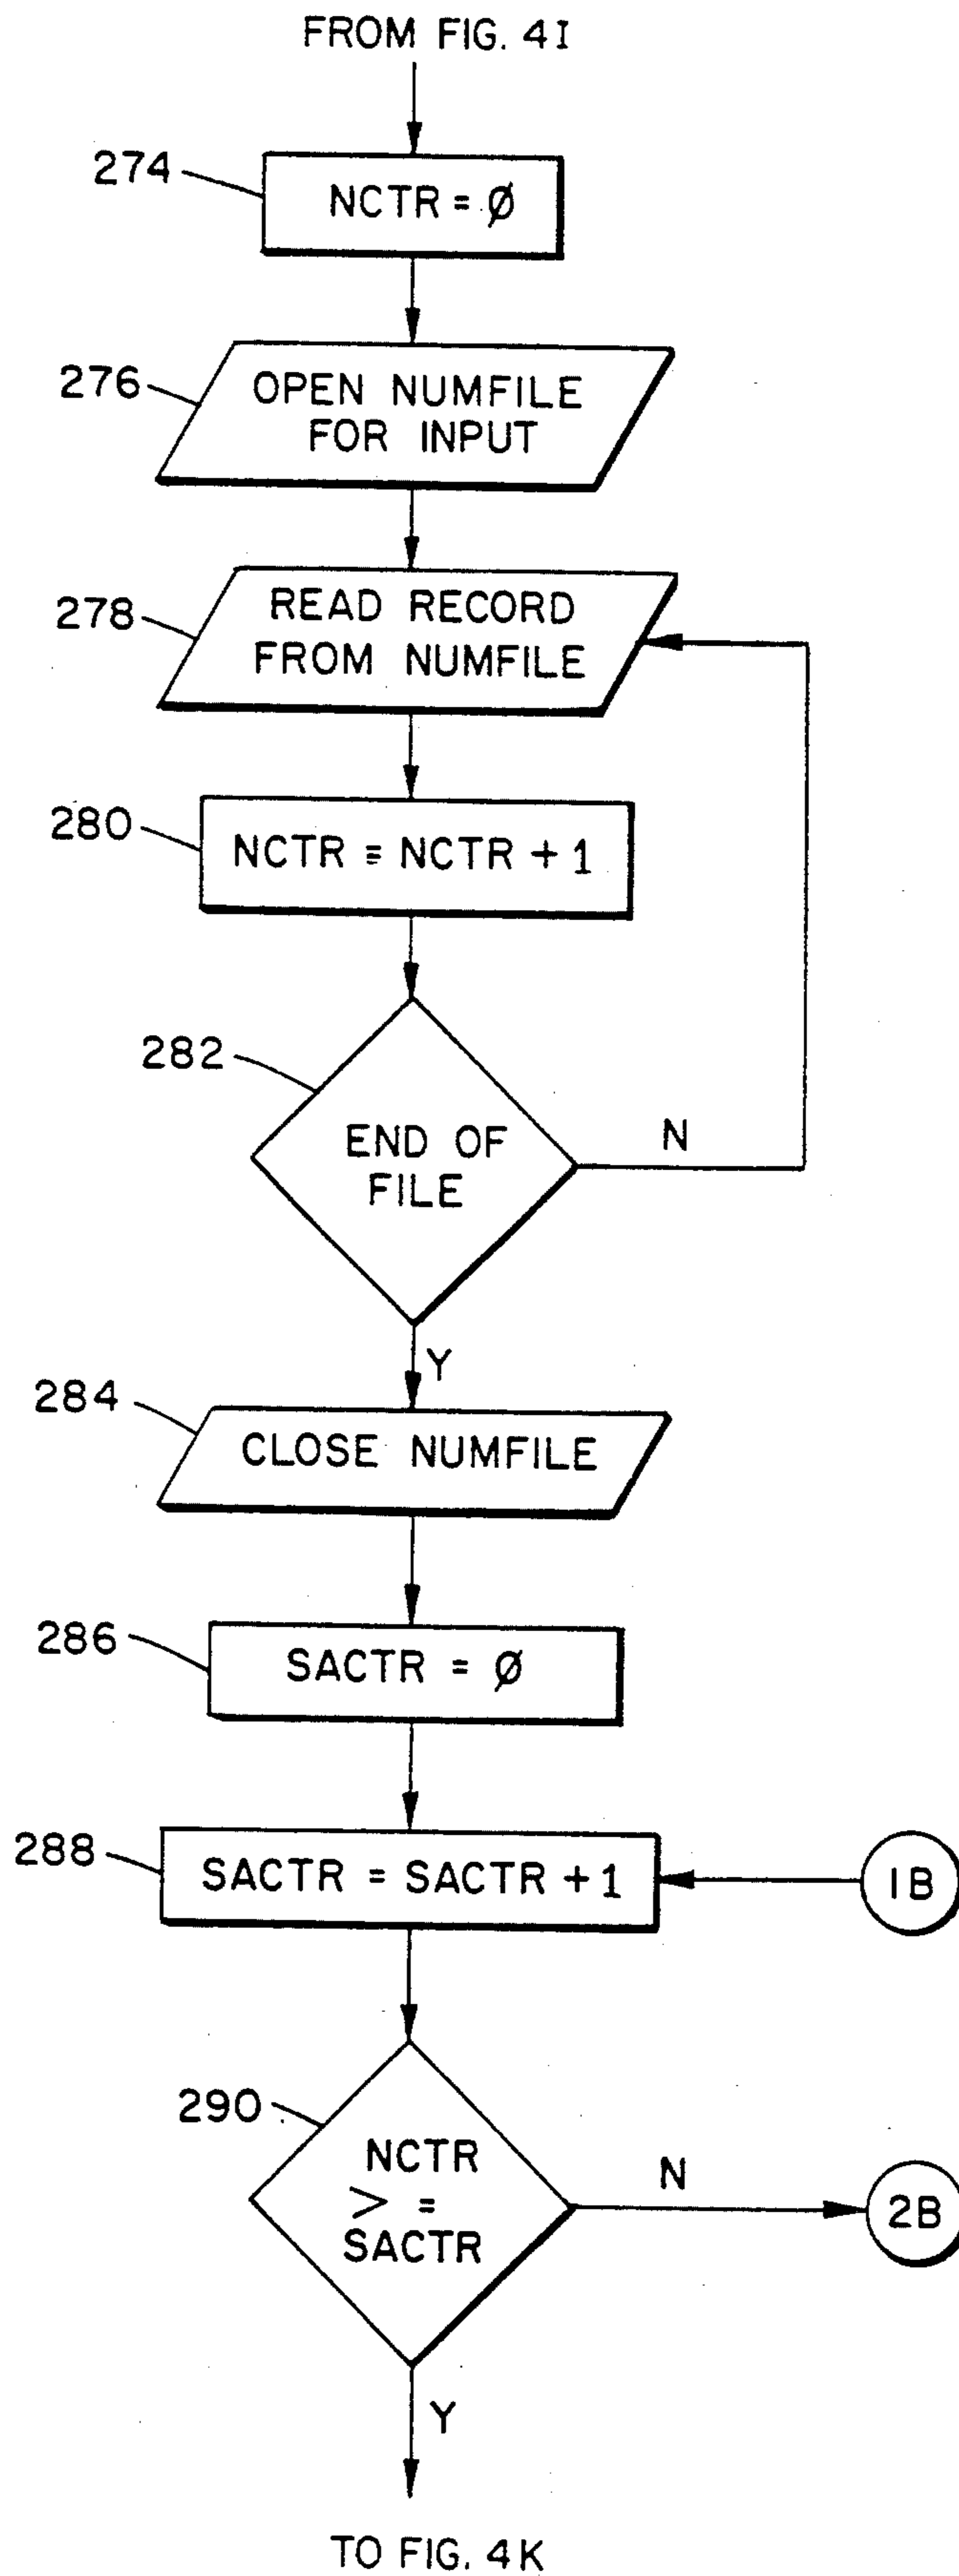 FROM FIG. 4I
274
NCTR = Ø
276
OPEN NUMFILE
FOR INPUT
278
READ RECORD
FROM NUMFILE
280
NCTR = NCTR + 1
282
END OF
FILE
N
Y
284
CLOSE NUMFILE
286
SACTR = Ø
288
SACTR = SACTR + 1
1B
290
NCTR
> =
SACTR
N
2B
Y
TO FIG. 4K